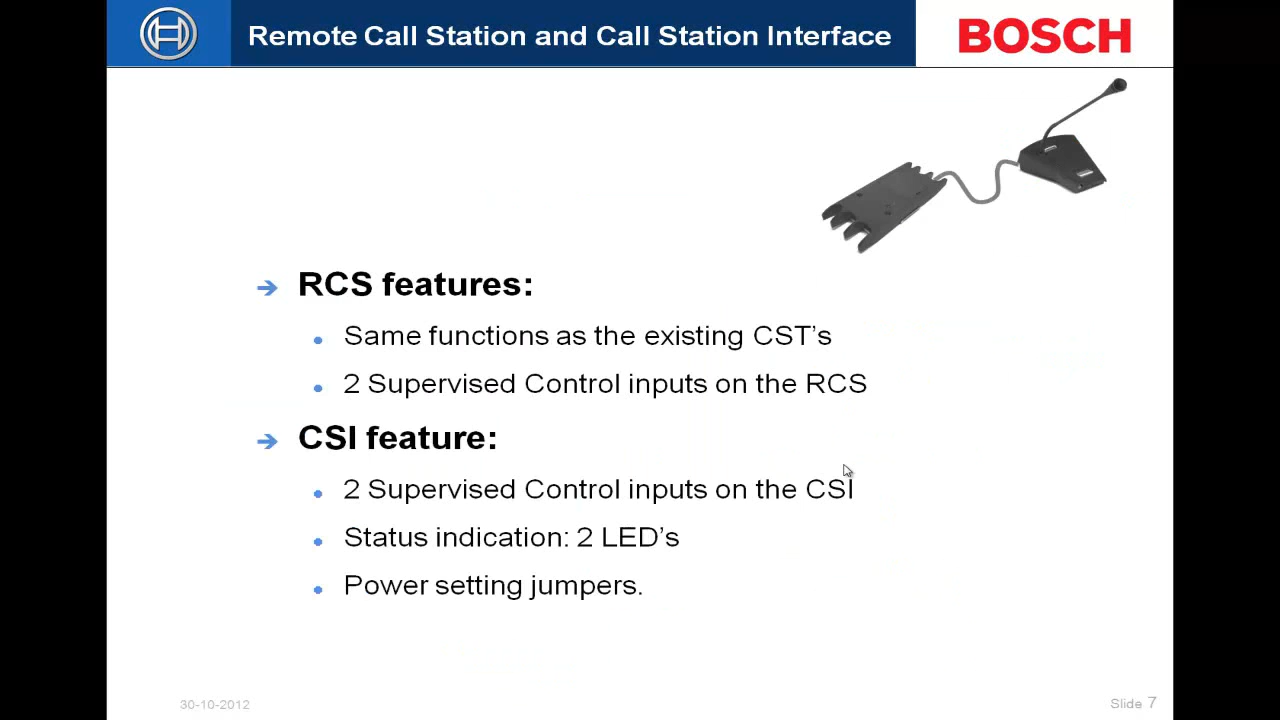 Remote Call Station and Call Station Interface
BOSCH
RCS features:
Same functions as the existing CST's
2 Supervised Control inputs on the RCS
CSI feature:
2 Supervised Control inputs on the CSI
Status indication: 2 LED's
Power setting jumpers.
30-10-2012
Slide 7